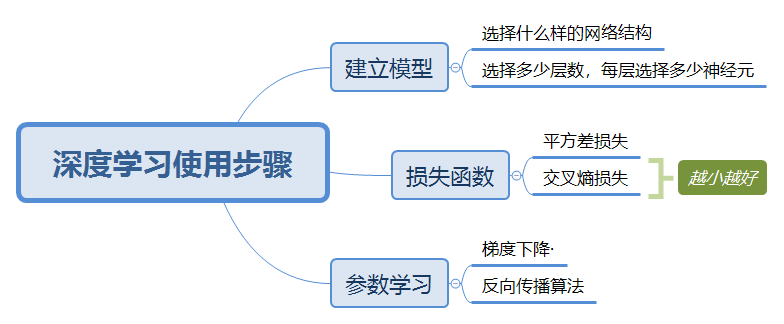 深度学习使用步骤
建立模型
选择什么样的网络结构
选择多少层数，每层选择多少神经元
损失函数
平方差损失
交叉熵损失
越小越好
参数学习
梯度下降·
反向传播算法